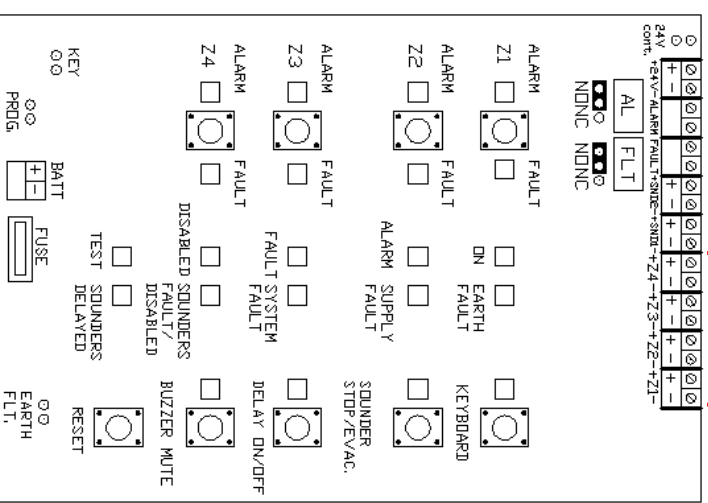 24V
cont.
+ - + - + - + - + - + - + -
+24V-ALARM FAULT+SND2-+SND1-+Z4-+Z3-+Z2-+Z1-
AL FLT
NONC NONC
ALARM FAULT
Z1
ON EARTH
FAULT
KEYBOARD
ALARM FAULT
Z2
ALARM SUPPLY
FAULT
SOUNDER
STOP/EVAC.
ALARM FAULT
Z3
FAULT SYSTEM
FAULT
DELAY ON/OFF
ALARM FAULT
Z4
DISABLED SOUNDERS
FAULT/
DISABLED
BUZZER MUTE
TEST SOUNDERS
DELAYED
RESET
KEY
BATT
+ -
FUSE
PROG.
EARTH
FLT.